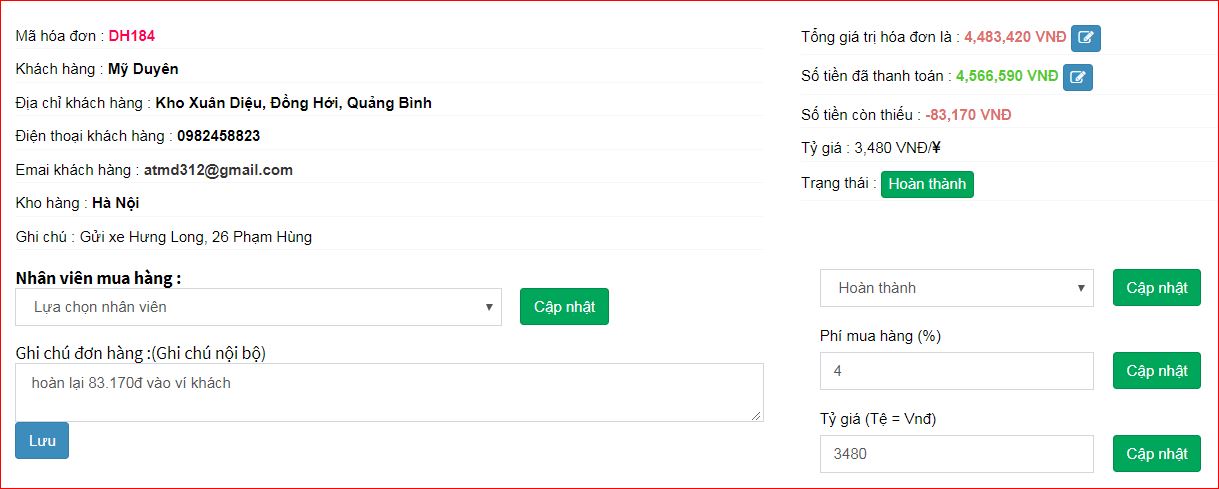 Mã hóa đơn : DH184
Khách hàng : Mỹ Duyên
Địa chỉ khách hàng : Kho Xuân Diệu, Đồng Hới, Quảng Bình
Điện thoại khách hàng : 0982458823
Emai khách hàng : atmd312@gmail.com
Kho hàng : Hà Nội
Ghi chú : Gửi xe Hưng Long, 26 Phạm Hùng
Nhân viên mua hàng :
Lựa chọn nhân viên
Cập nhật
Ghi chú đơn hàng :(Ghi chú nội bộ)
hoàn lại 83.170đ vào ví khách
Lưu
Tổng giá trị hóa đơn là : 4,483,420 VNĐ
Số tiền đã thanh toán : 4,566,590 VNĐ
Số tiền còn thiếu : -83,170 VNĐ
Tỷ giá : 3,480 VNĐ/¥
Trạng thái : Hoàn thành
Hoàn thành
Cập nhật
Phí mua hàng (%)
4
Cập nhật
Tỷ giá (Tệ = Vnđ)
3480
Cập nhật